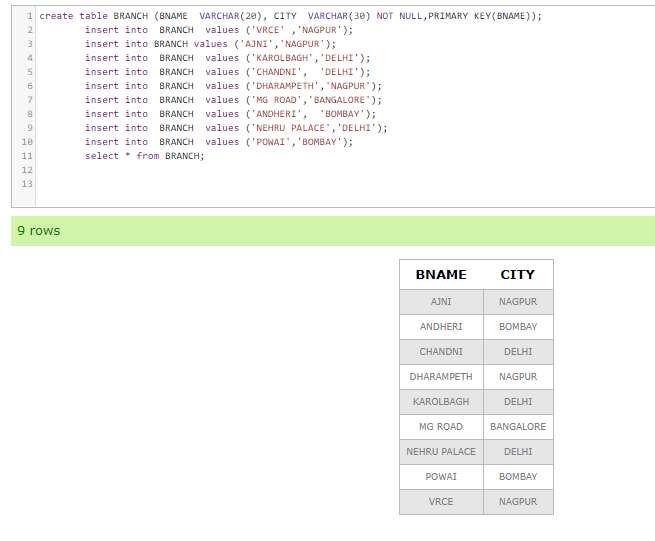 1 create table BRANCH (BNAME  VARCHAR(20), CITY  VARCHAR(30) NOT NULL,PRIMARY KEY(BNAME));
2 insert into  BRANCH  values ('VRCE' ,'NAGPUR');
3 insert into BRANCH values ('AJNI','NAGPUR');
4 insert into  BRANCH  values ('KAROLBAGH','DELHI');
5 insert into  BRANCH  values ('CHANDNI',  'DELHI');
6 insert into  BRANCH  values ('DHARAMPETH','NAGPUR');
7 insert into  BRANCH  values ('MG ROAD','BANGALORE');
8 insert into  BRANCH  values ('ANDHERI',  'BOMBAY');
9 insert into  BRANCH  values ('NEHRU PALACE','DELHI');
10 insert into  BRANCH  values ('POWAI','BOMBAY');
11 select * from BRANCH;
12
13
9 rows
BNAME CITY
AJNI NAGPUR
ANDHERI BOMBAY
CHANDNI DELHI
DHARAMPETH NAGPUR
KAROLBAGH DELHI
MG ROAD BANGALORE
NEHRU PALACE DELHI
POWAI BOMBAY
VRCE NAGPUR